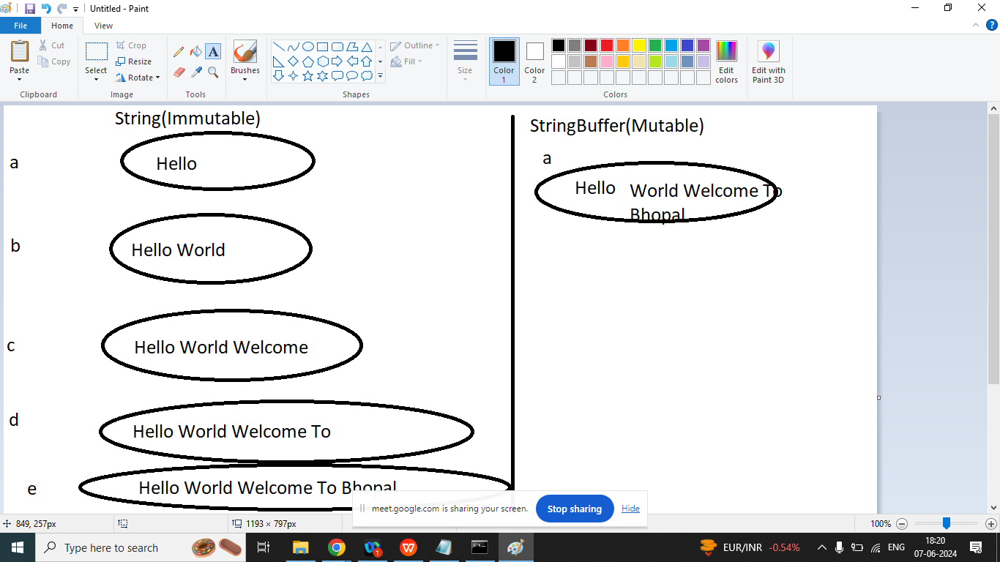 Untitled - Paint
File Home View
Cut
Copy
Paste
Clipboard
Select
Crop
Resize
Rotate
Image
A
Tools
Brushes
Shapes
Outline
Fill
Size
Color 1
Color 2
Colors
Edit colors
Edit with Paint 3D
String(Immutable)
a
Hello
b
Hello World
c
Hello World Welcome
d
Hello World Welcome To
e
Hello World Welcome To Bhopal
StringBuffer(Mutable)
a
Hello World Welcome To
Bhopal
meet.google.com is sharing your screen. Stop sharing Hide
849, 257px 1193 × 797px 100%
Type here to search
1
EUR/INR -0.54%
ENG
18:20
07-06-2024